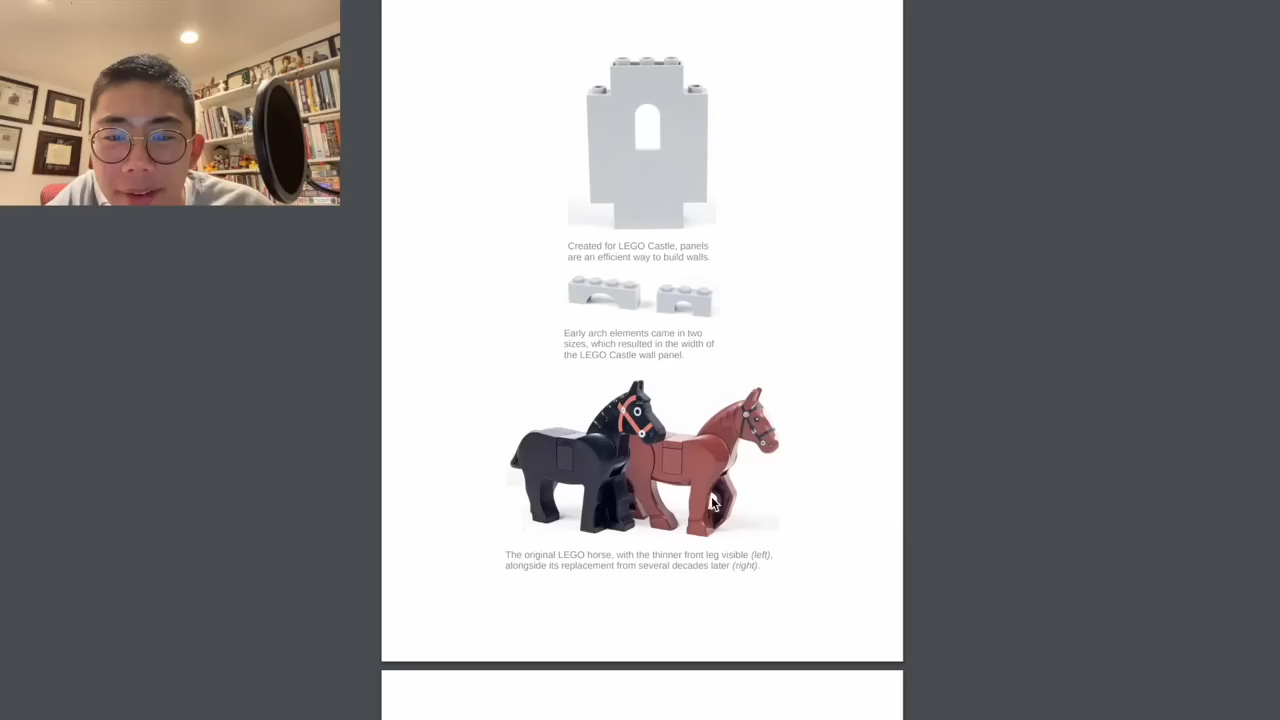 Created for LEGO Castle, panels
are an efficient way to build walls.
Early arch elements came in two
sizes, which resulted in the width of
the LEGO Castle wall panel.
The original LEGO horse, with the thinner front leg visible (left),
alongside its replacement from several decades later (right).